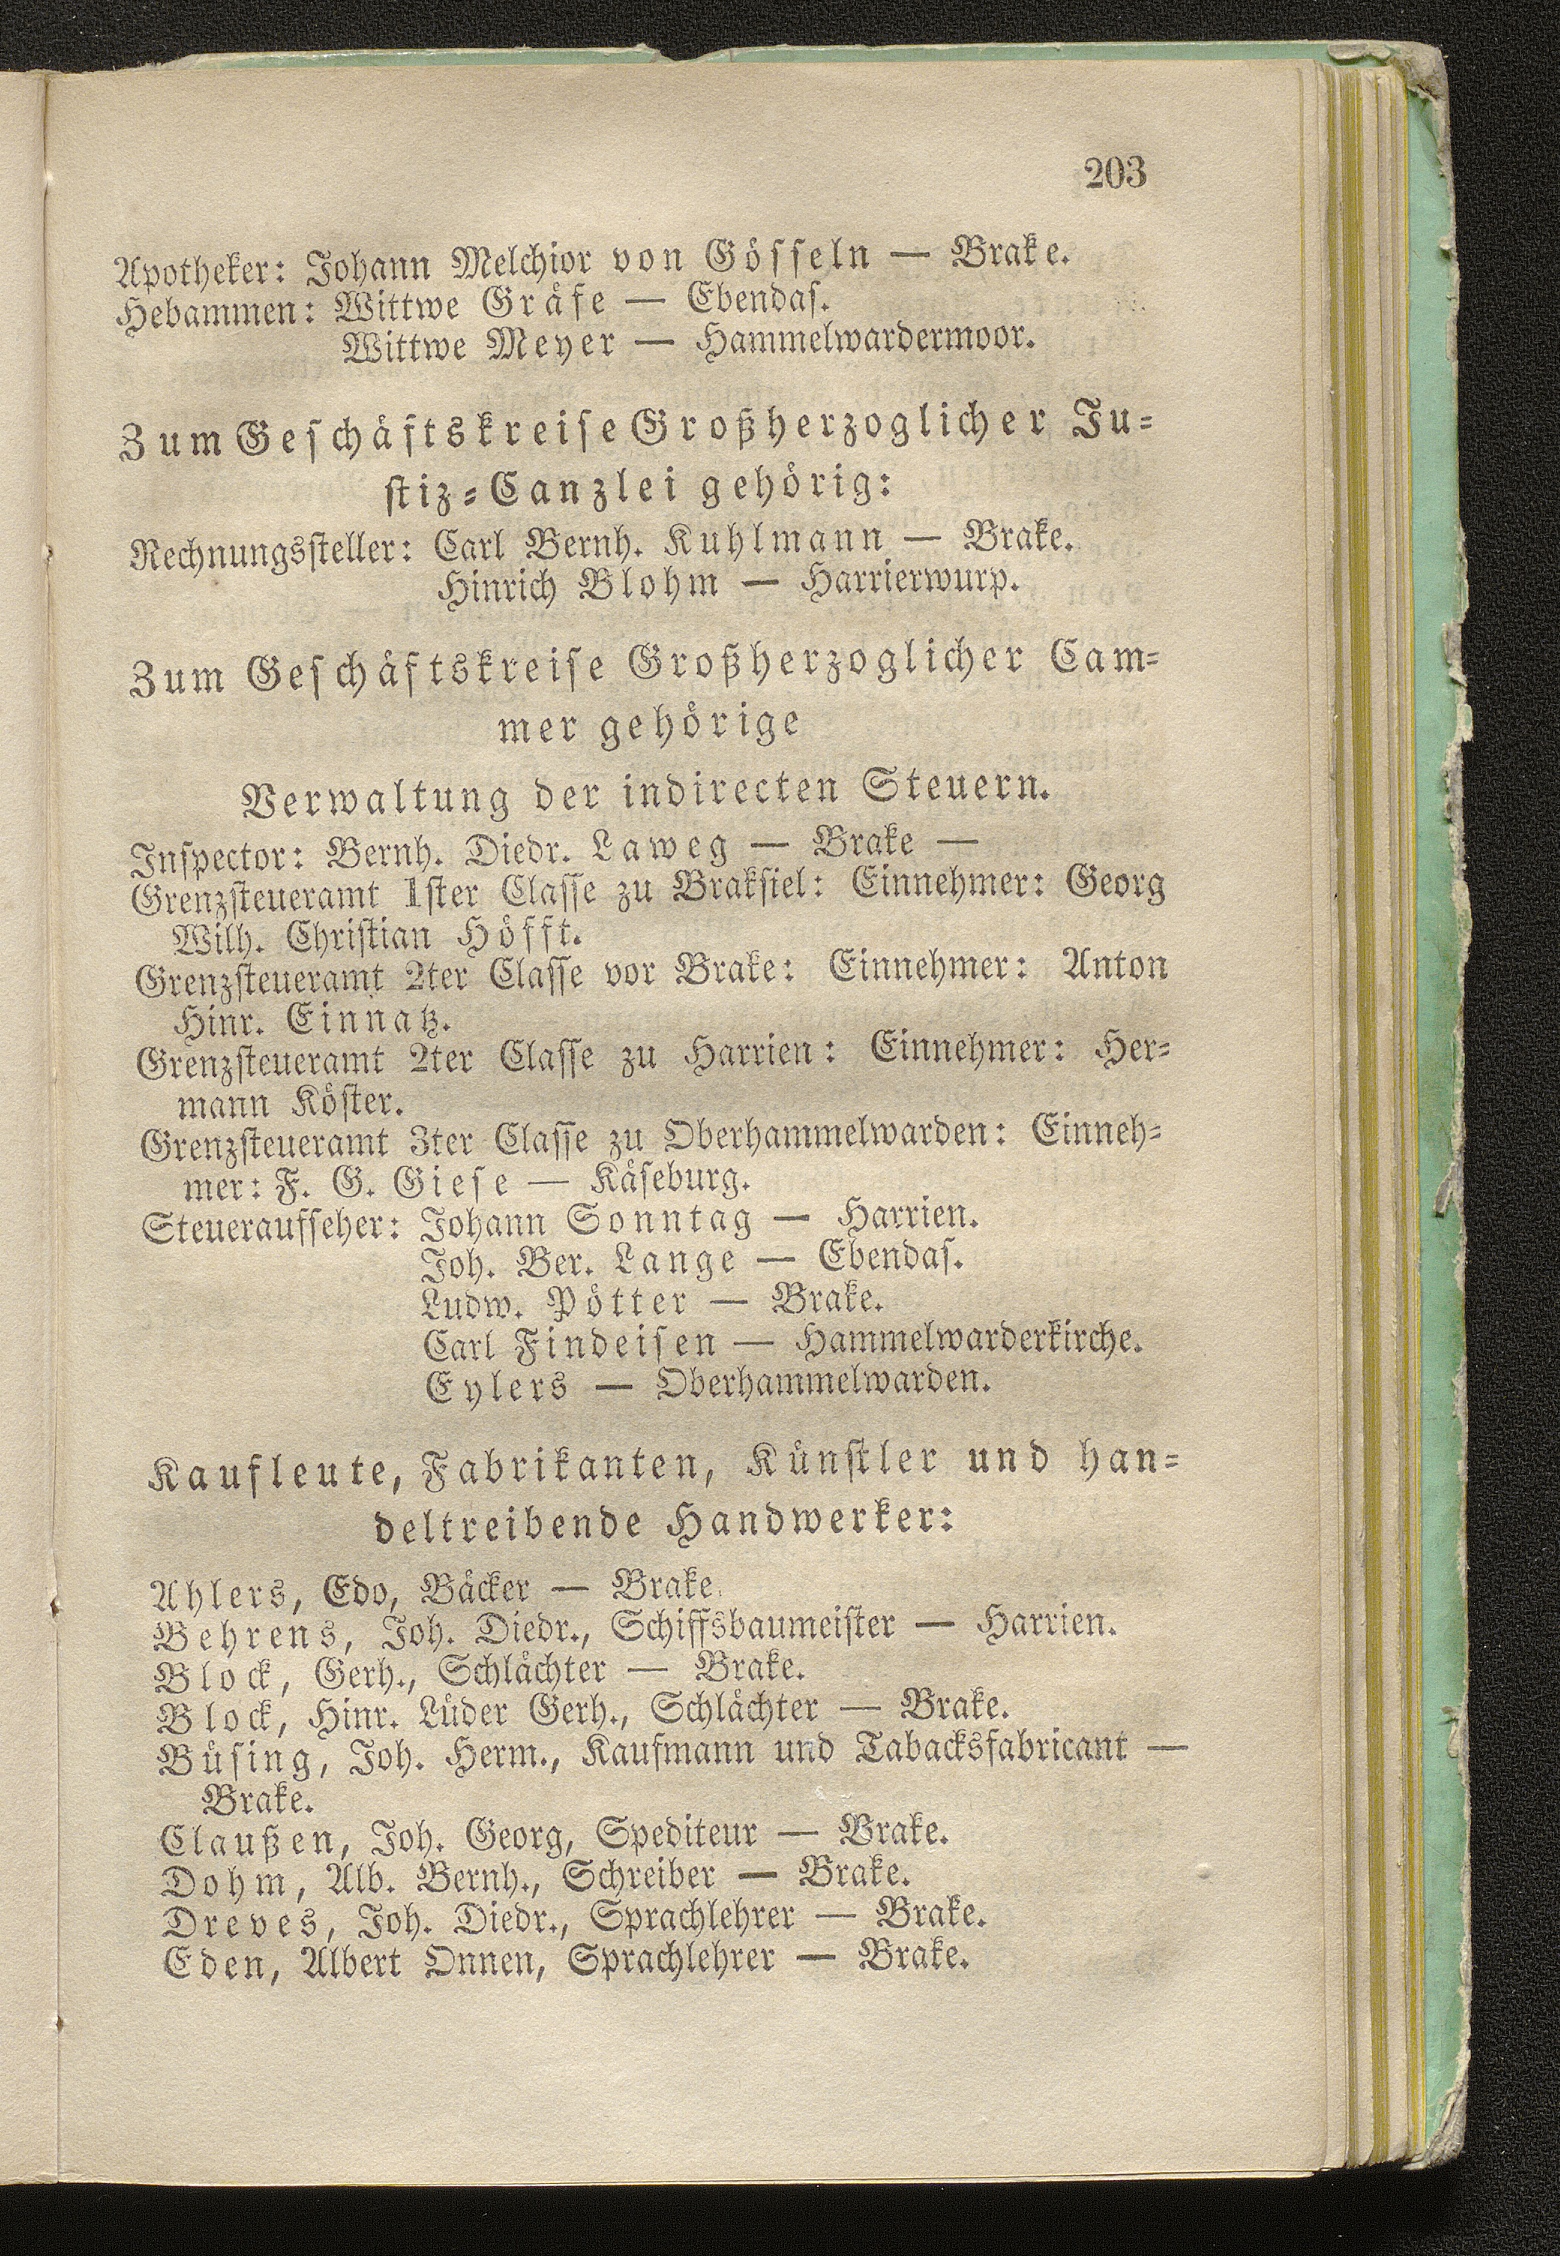 203
Apotheker: Johann Melchior von Gösseln — Brake.
Hebammen: Wittwe Gräfe — Ebendas.
Wittwe Meyer — Hammelwardermoor.
Zum Geschäftskreise Großherzoglicher Ju-
stiz-Canzlei gehörig:
Rechnungssteller: Carl Bernh. Kuhlmann — Brake.
Hinrich Blohm — Harrierwurp.
Zum Geschäftskreise Großherzoglicher Cam-
mer gehörige
Verwaltung der indirecten Steuern.
Inspector: Bernh. Diedr. Laweg — Brake —
Grenzsteueramt 1ster Classe zu Braksiel: Einnehmer: Georg
Wilh. Christian Höfft.
Grenzsteueramt 2ter Classe vor Brake: Einnehmer: Anton
Hinr. Einnatz.
Grenzsteueramt 2ter Classe zu Harrien: Einnehmer: Her-
mann Köster.
Grenzsteueramt 3ter Classe zu Oberhammelwarden: Einneh-
mer: F. G. Giese — Käseburg.
Steueraufseher: Johann Sonntag — Harrien.
Joh. Ber. Lange — Ebendas.
Ludw. Pötter — Brake.
Carl Findeisen — Hammelwarderkirche.
Eylers — Oberhammelwarden.
Kaufleute, Fabrikanten, Künstler und han-
deltreibende Handwerker:
Ahlers, Edo, Bäcker — Brake.
Behrens, Joh. Diedr., Schiffsbaumeister — Harrien.
Block, Gerh., Schlächter — Brake.
Block, Hinr. Lüder Gerh., Schlächter — Brake.
Büsing, Joh. Herm., Kaufmann und Tabacksfabricant —
Brake.
Claußen, Joh. Georg, Spediteur — Brake.
Dohm, Alb. Bernh., Schreiber — Brake.
Dreves, Joh. Diedr., Sprachlehrer — Brake.
Eden, Albert Onnen, Sprachlehrer — Brake.